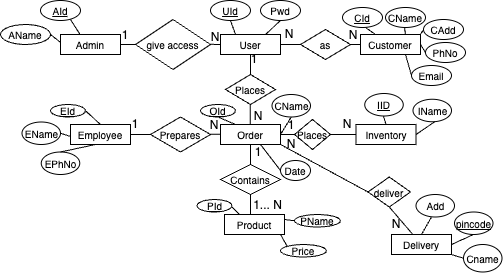 AId
UId
Pwd
CId
CName
AName
CAdd
Admin
1
give access
N
User
N
as
N
Customer
PhNo
1
Email
Places
EId
OId
N
CName
IID
IName
EName
Employee
1
Prepares
N
Order
1
Places
N
Inventory
EPhNo
1
N
Date
Contains
deliver
PId
1... N
Add
Product
PName
N
pincode
Price
Delivery
Cname